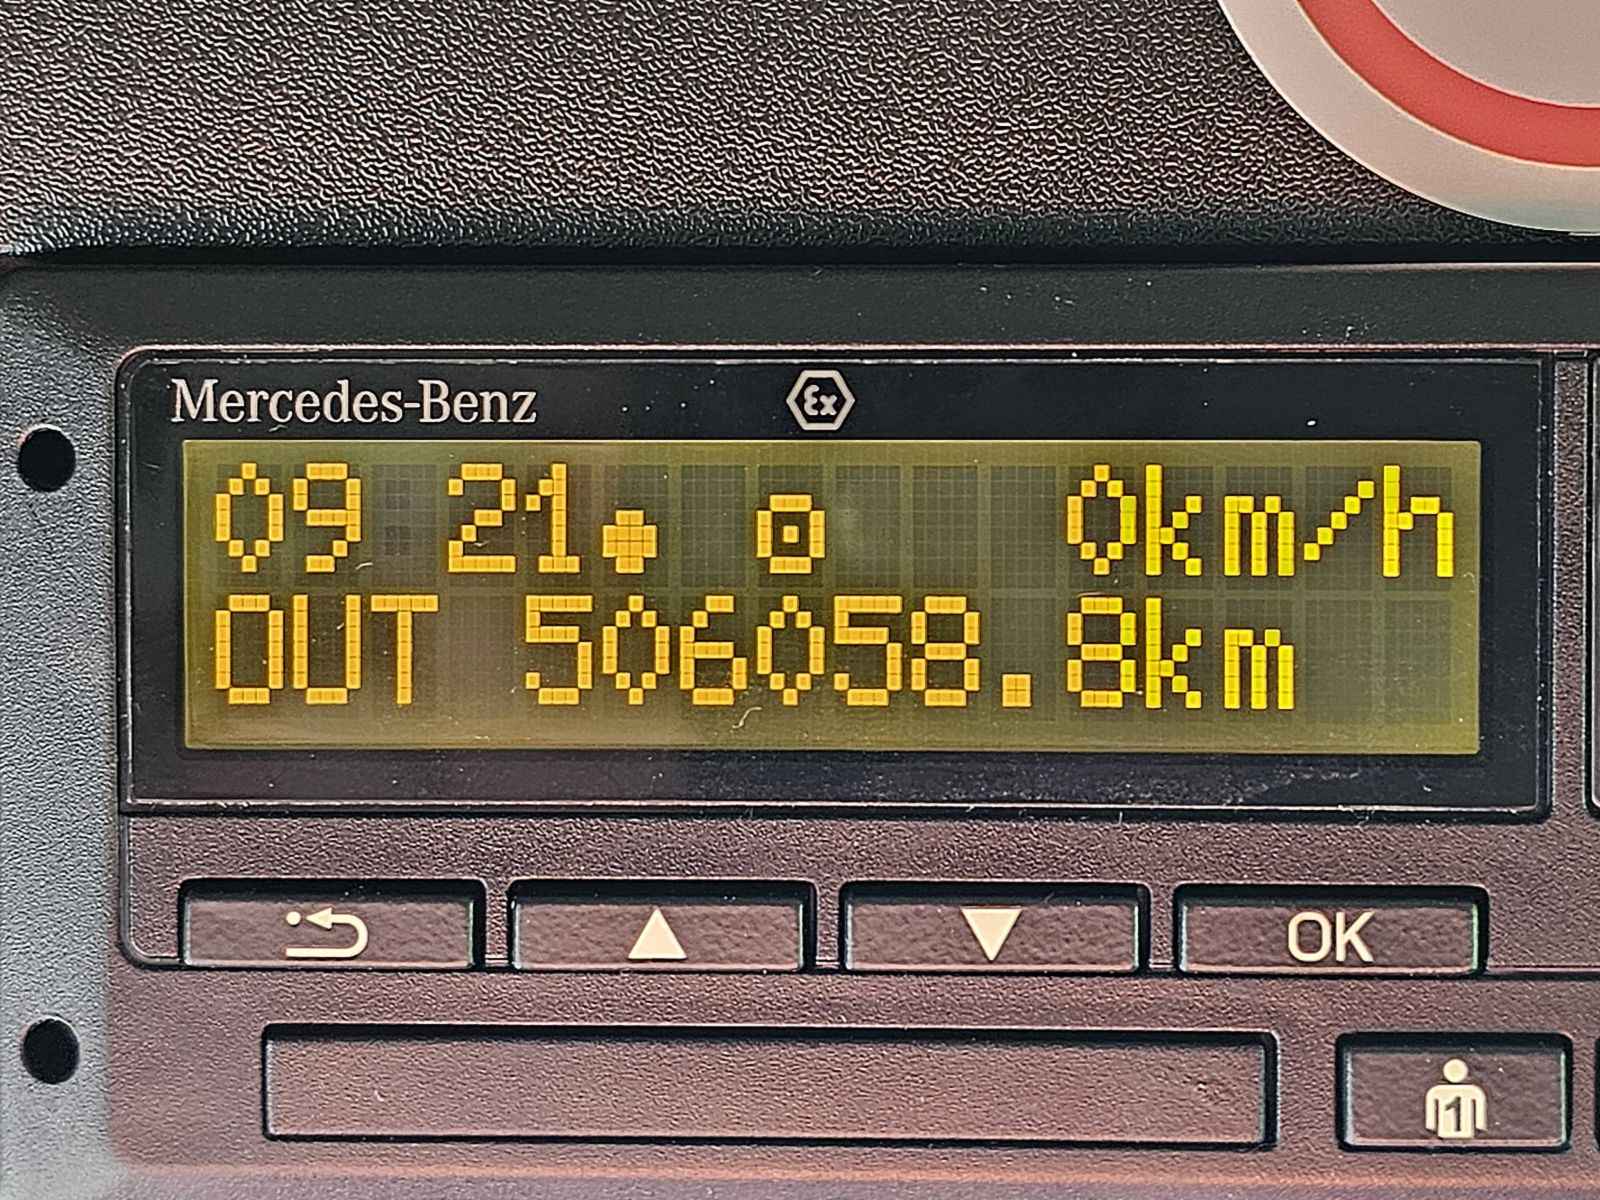 Mercedes-Benz
Ex
09 21● 0km/h
OUT 506058.8km
OK
1